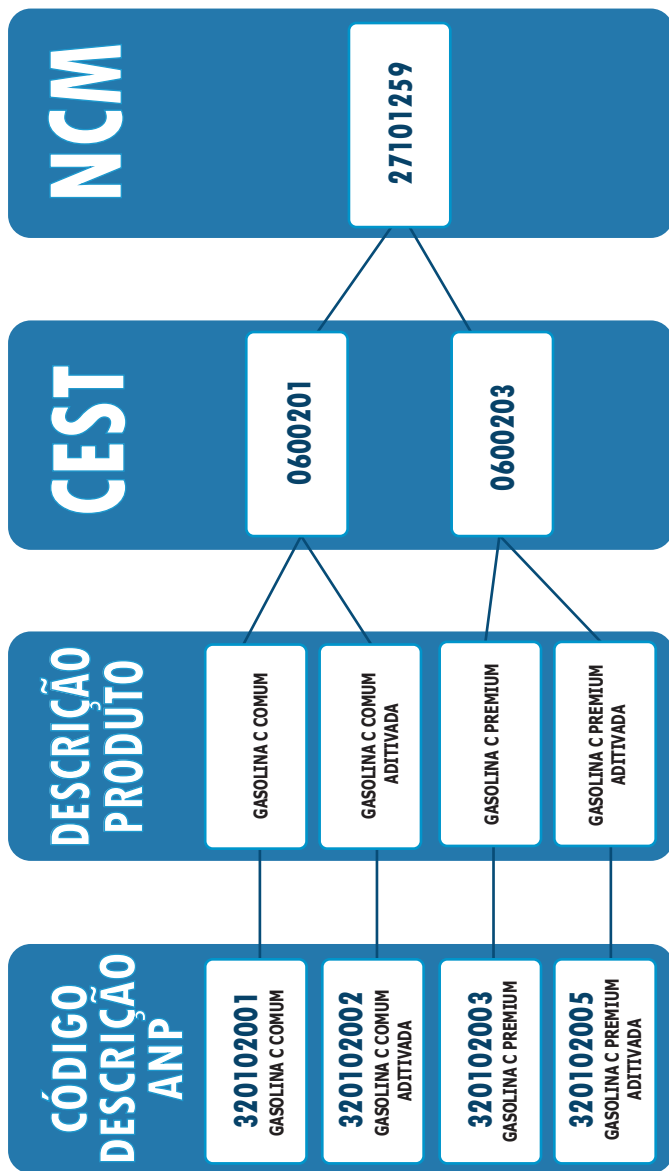 CÓDIGO
DESCRIÇÃO
ANP
320102001
GASOLINA C COMUM
320102002
GASOLINA C COMUM
ADITIVADA
320102003
GASOLINA C PREMIUM
320102005
GASOLINA C PREMIUM
ADITIVADA
DESCRIÇÃO
PRODUTO
GASOLINA C COMUM
GASOLINA C COMUM
ADITIVADA
GASOLINA C PREMIUM
GASOLINA C PREMIUM
ADITIVADA
CEST
0600201
0600203
NCM
27101259